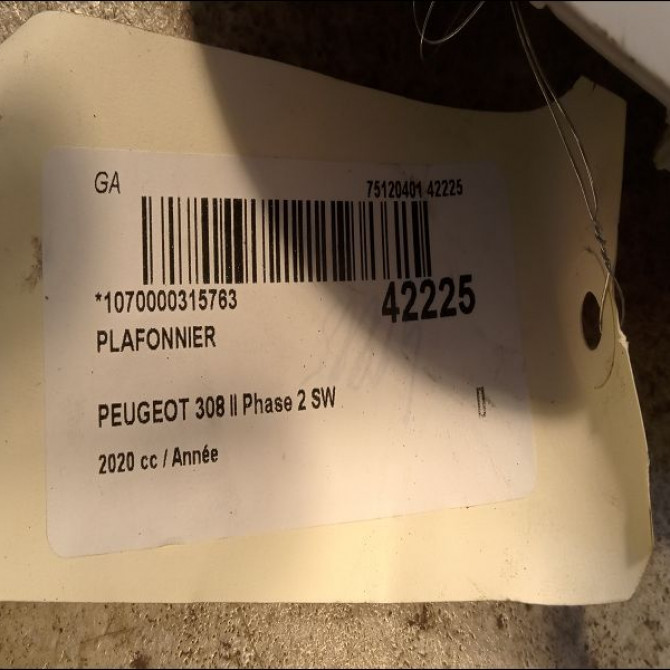 GA 75120401 42225
*1070000315763 42225
PLAFONNIER
PEUGEOT 308 II Phase 2 SW
2020 cc / Année